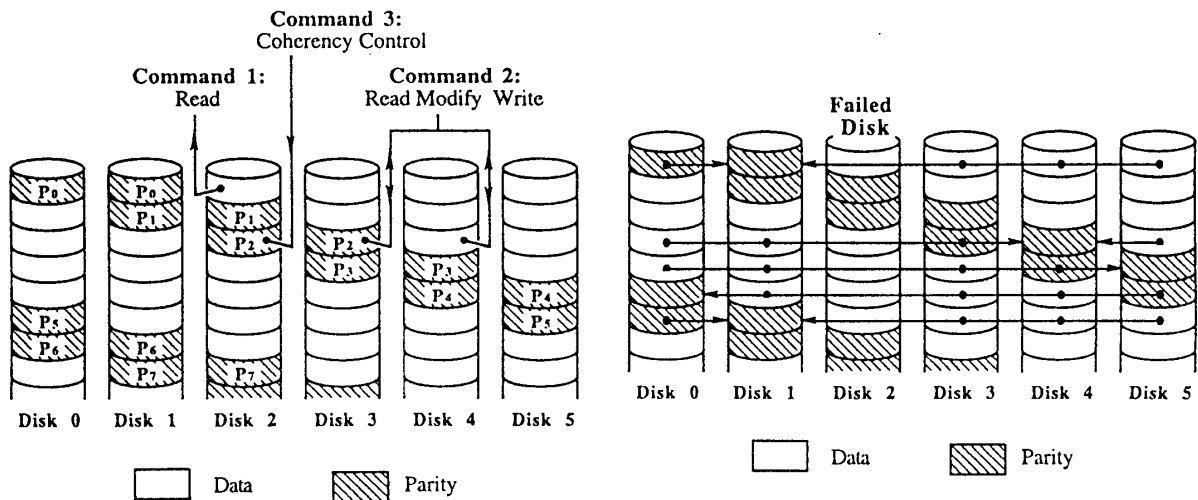 Command 3:
Coherency Control
Command 1:
Read
Command 2:
Read Modify Write
P0 P0
P1 P1
P2 P2
P3 P3
P4 P4
P5 P5
P6 P6
P7 P7
Disk 0 Disk 1 Disk 2 Disk 3 Disk 4 Disk 5
Data Parity
Failed
Disk
Disk 0 Disk 1 Disk 2 Disk 3 Disk 4 Disk 5
Data Parity